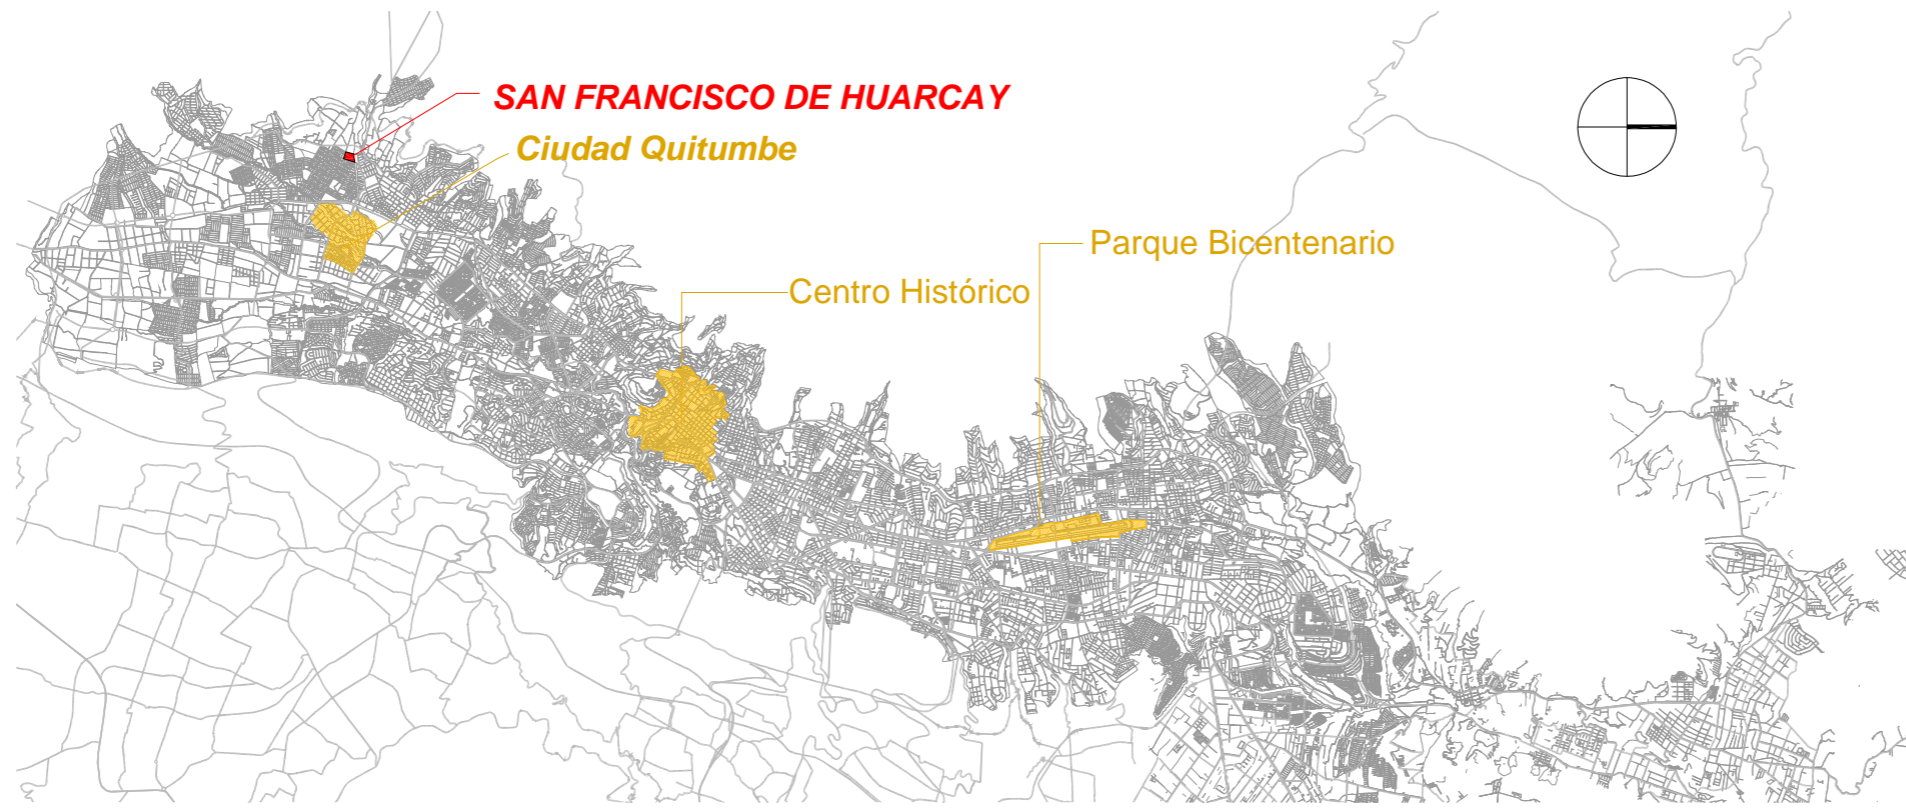 SAN FRANCISCO DE HUARCAY
Ciudad Quitumbe
Parque Bicentenario
Centro Histórico